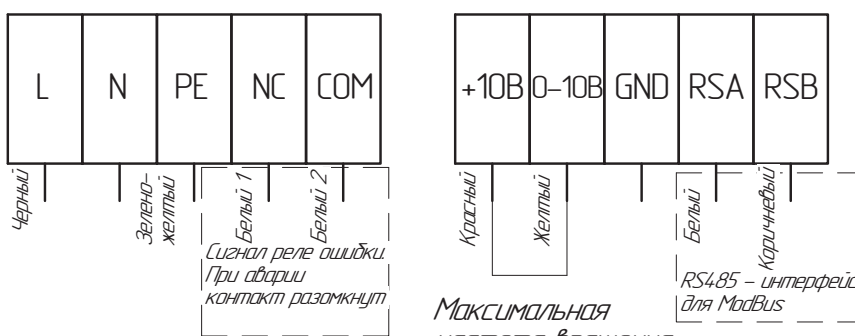 L N PE NC COM
+10В 0-10В GND RSA RSB
Черный
Зелено-
желтый
Белый 1
Белый 2
Красный
Желтый
Белый
Коричневый
Сигнал реле ошибки.
При аварии
контакт разомкнут
RS485 – интерфейс
для ModBus
Максимальная